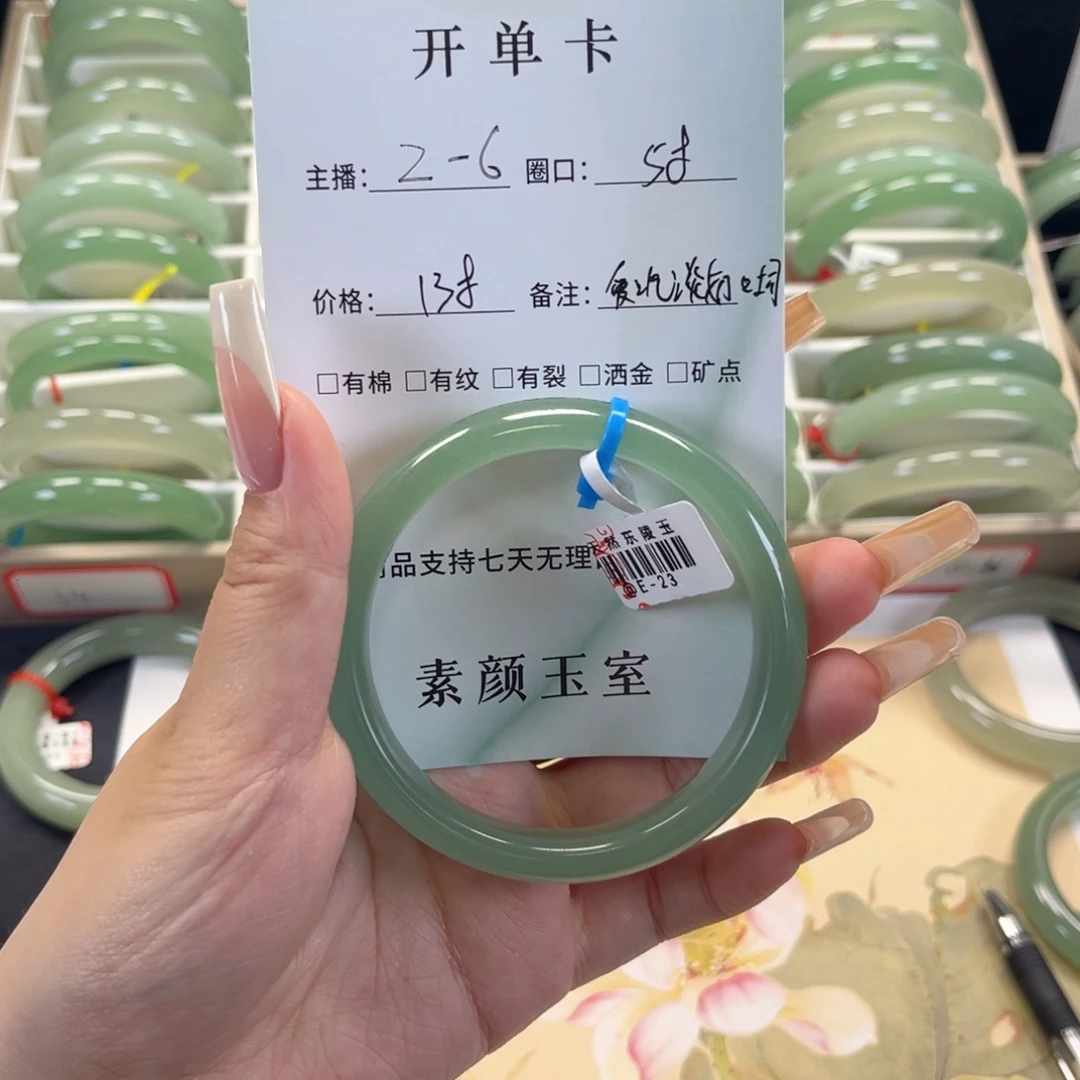 开单卡
主播: 2-6 圈口: 58
价格: 138 备注:
□有棉 □有纹 □有裂 □洒金 □矿点
品支持七天无理
天然东陵玉
@E-23
素颜玉室